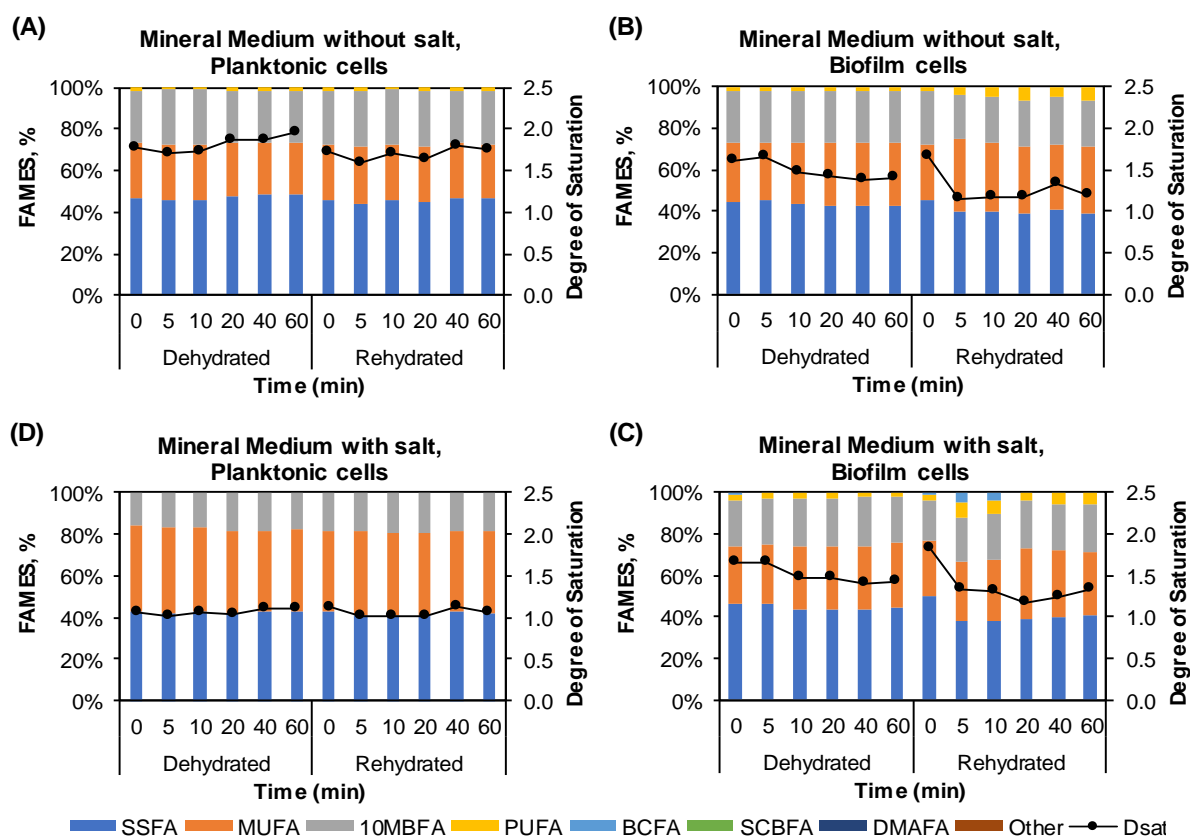 (A)
Mineral Medium without salt,
Planktonic cells
100%
80%
60%
40%
20%
0%
FAMES, %
2.5
2.0
1.5
1.0
0.5
0.0
Degree of Saturation
0 5 10 20 40 60 0 5 10 20 40 60
Dehydrated Rehydrated
Time (min)
(B)
Mineral Medium without salt,
Biofilm cells
100%
80%
60%
40%
20%
0%
FAMES, %
2.5
2.0
1.5
1.0
0.5
0.0
Degree of Saturation
0 5 10 20 40 60 0 5 10 20 40 60
Dehydrated Rehydrated
Time (min)
(D)
Mineral Medium with salt,
Planktonic cells
100%
80%
60%
40%
20%
0%
FAMES, %
2.5
2.0
1.5
1.0
0.5
0.0
Degree of Saturation
0 5 10 20 40 60 0 5 10 20 40 60
Dehydrated Rehydrated
Time (min)
(C)
Mineral Medium with salt,
Biofilm cells
100%
80%
60%
40%
20%
0%
FAMES, %
2.5
2.0
1.5
1.0
0.5
0.0
Degree of Saturation
0 5 10 20 40 60 0 5 10 20 40 60
Dehydrated Rehydrated
Time (min)
SSFA MUFA 10MBFA PUFA BCFA SCBFA DMAFA Other Dsat